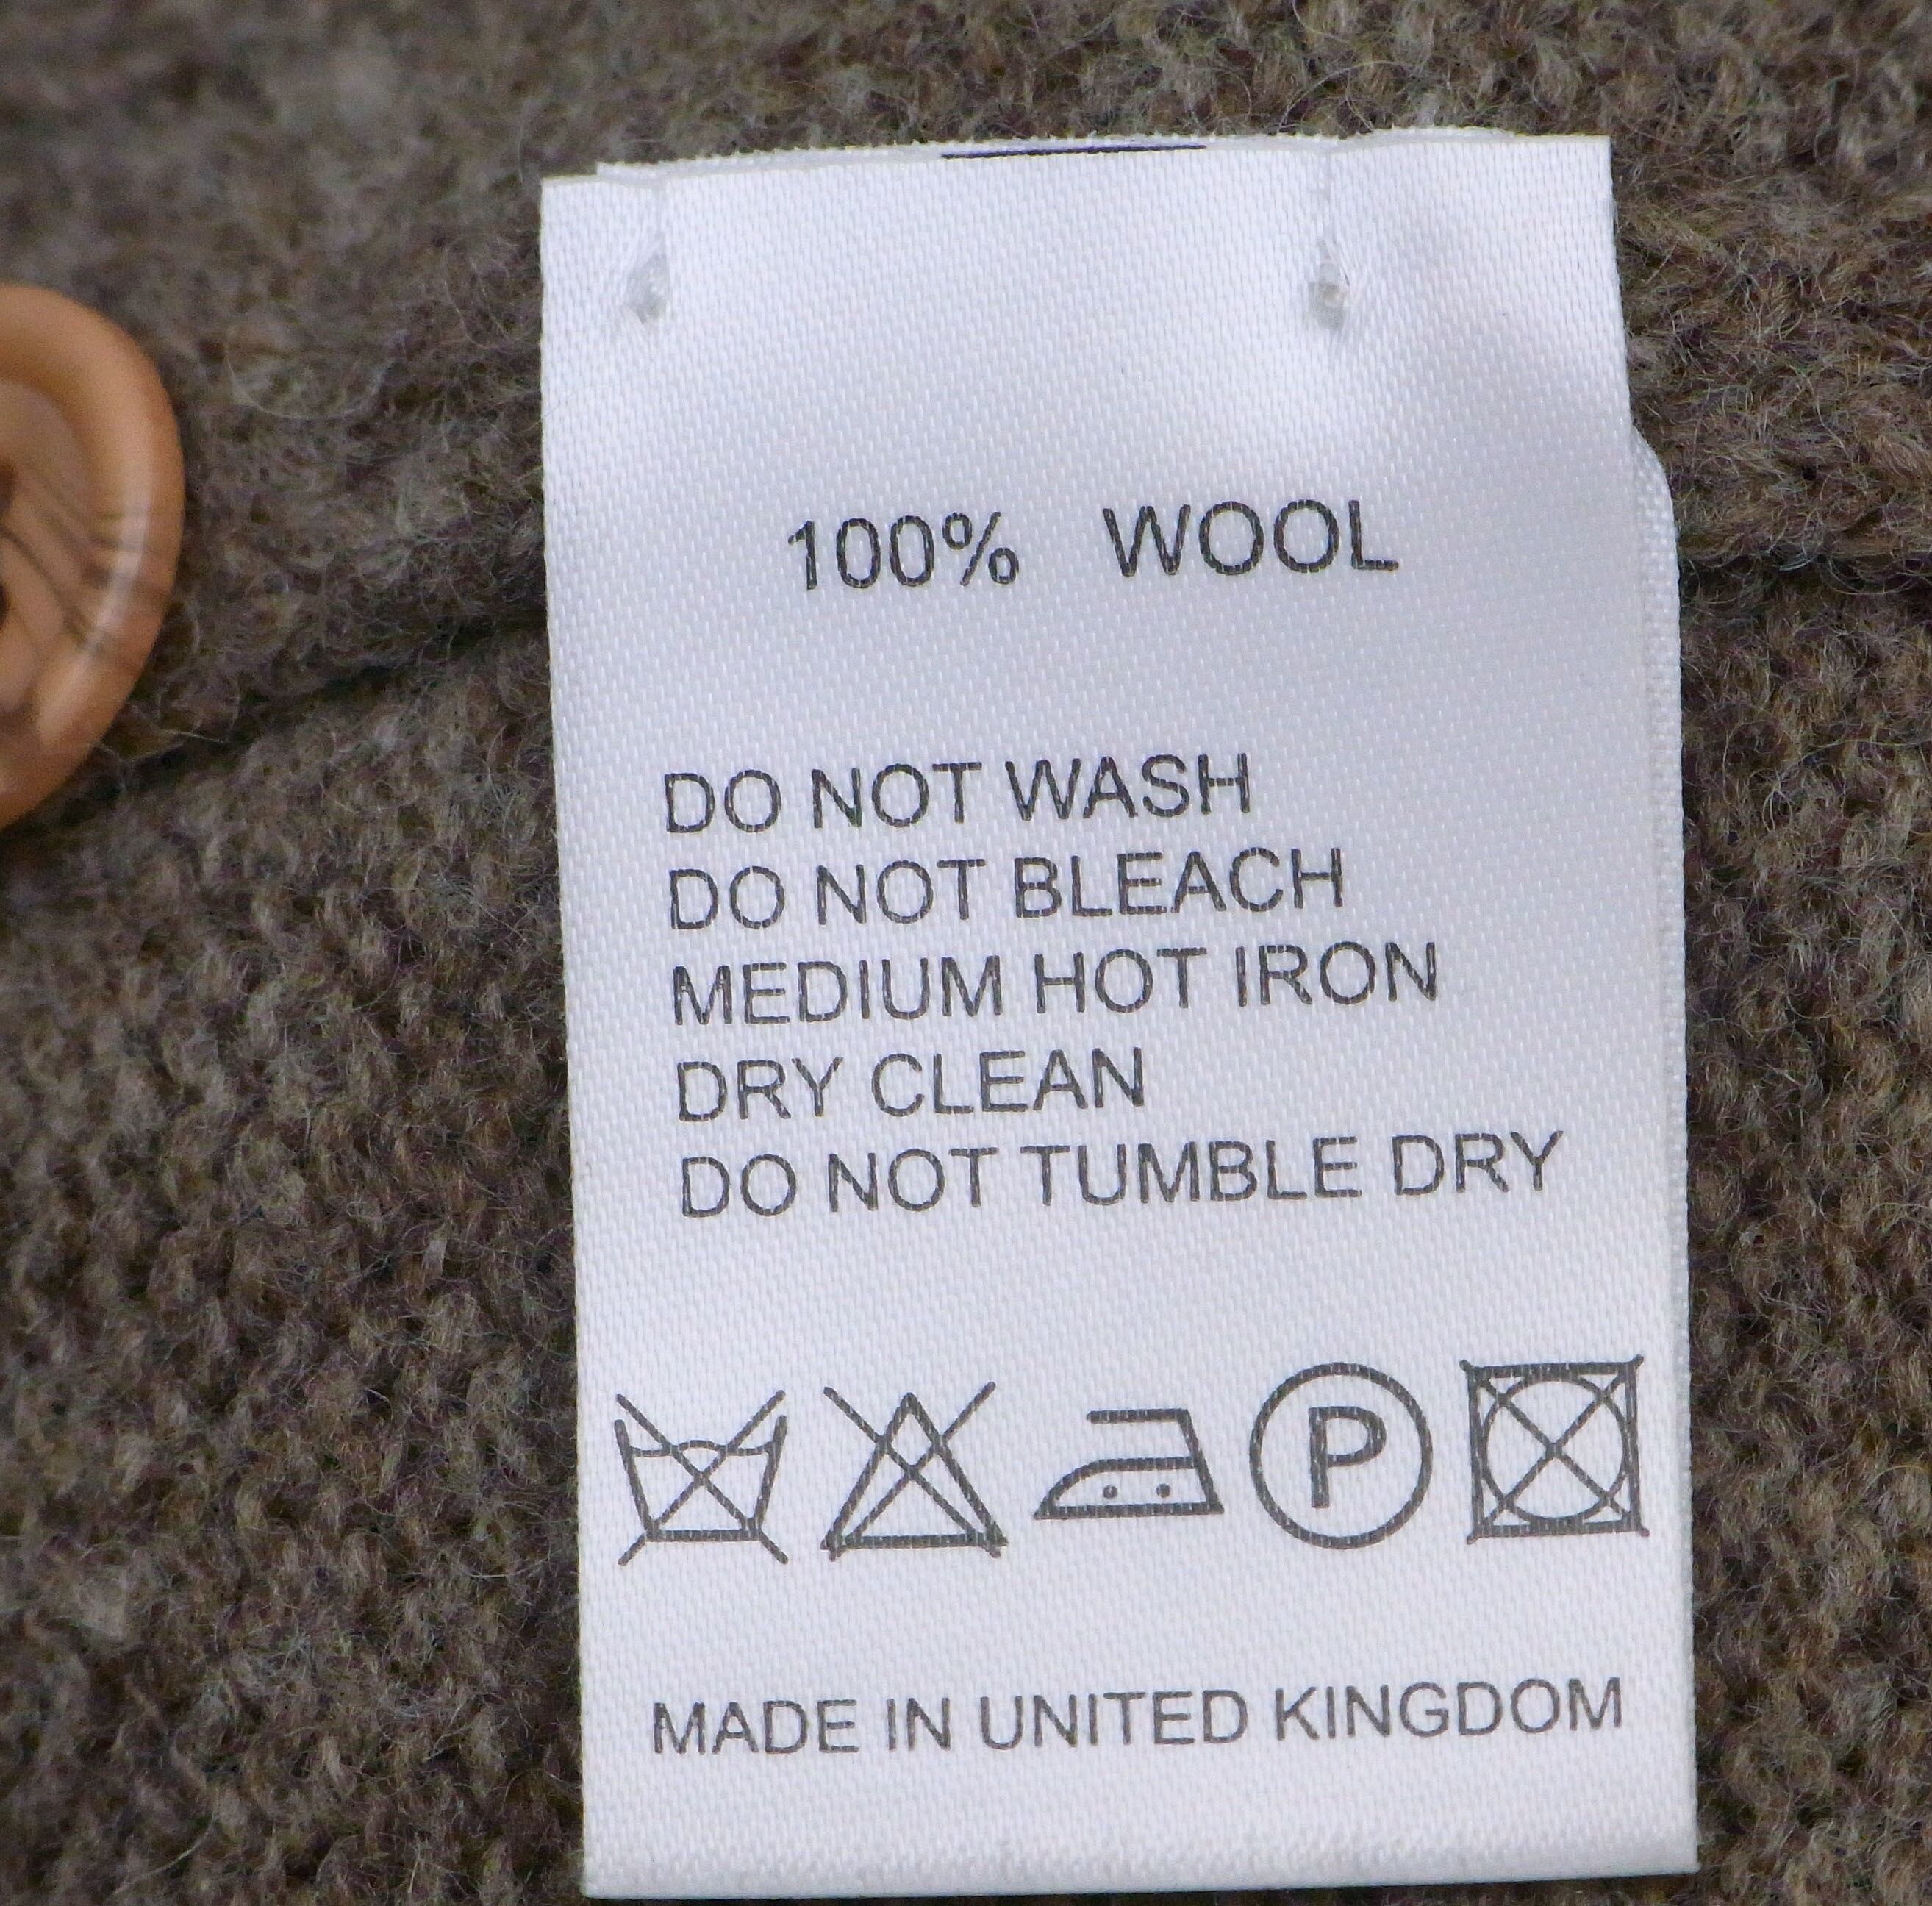 100% WOOL
DO NOT WASH
DO NOT BLEACH
MEDIUM HOT IRON
DRY CLEAN
DO NOT TUMBLE DRY
P
MADE IN UNITED KINGDOM